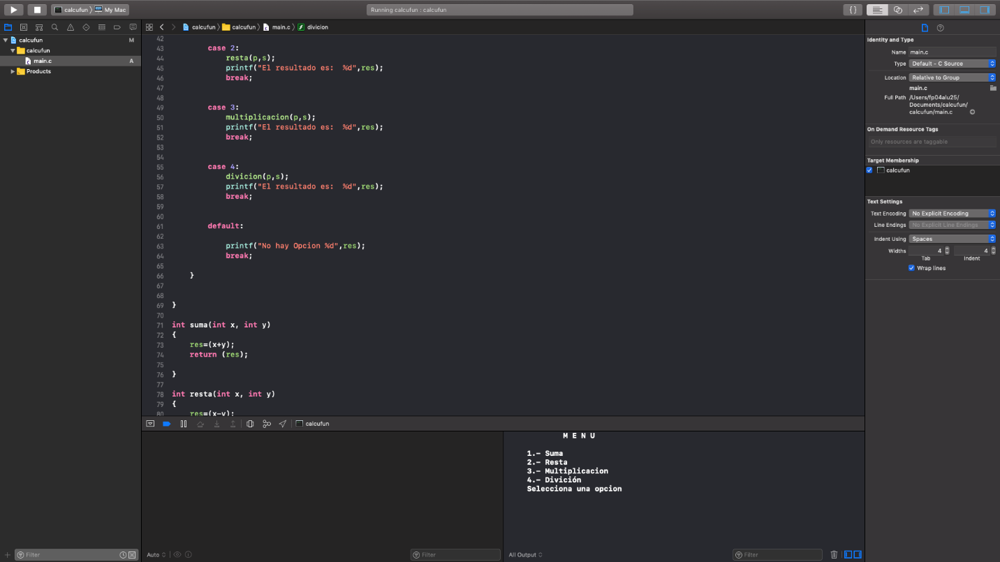 calcufun 〉 My Mac
Running calcufun : calcufun
{ }
calcufun 〉 calcufun 〉 main.c 〉 f divicion
calcufun M
calcufun
main.c A
Products
42
43 case 2:
44 resta(p,s);
45 printf("El resultado es:  %d",res);
46 break;
47
48
49 case 3:
50 multiplicacion(p,s);
51 printf("El resultado es:  %d",res);
52 break;
53
54
55 case 4:
56 divicion(p,s);
57 printf("El resultado es:  %d",res);
58 break;
59
60
61 default:
62
63 printf("No hay Opcion %d",res);
64 break;
65
66 }
67
68
69 }
70
71 int suma(int x, int y)
72 {
73 res=(x+y);
74 return (res);
75
76 }
77
78 int resta(int x, int y)
79 {
80 res=(x-y);
calcufun
M E N U
1.- Suma
2.- Resta
3.- Multiplicacion
4.- Divición
Selecciona una opcion
Filter
Auto
Filter
All Output
Filter
Identity and Type
Name main.c
Type Default - C Source
Location Relative to Group
main.c
Full Path /Users/fp04alu25/
Documents/calcufun/
calcufun/main.c
On Demand Resource Tags
Only resources are taggable
Target Membership
calcufun
Text Settings
Text Encoding No Explicit Encoding
Line Endings No Explicit Line Endings
Indent Using Spaces
Widths 4 4
Tab Indent
Wrap lines